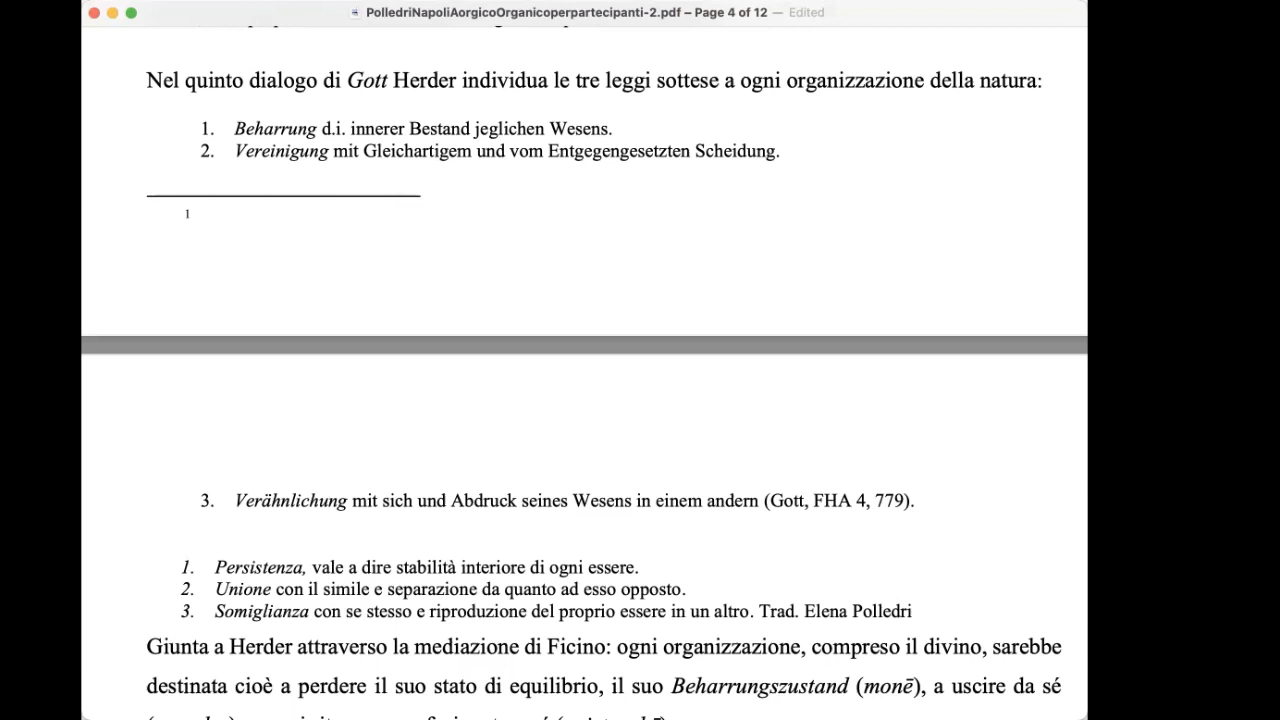 PolledriNapoliAorgicoOrganicoperpartecipanti-2.pdf – Page 4 of 12 — Edited
Nel quinto dialogo di Gott Herder individua le tre leggi sottese a ogni organizzazione della natura:
1. Beharrung d.i. innerer Bestand jeglichen Wesens.
2. Vereinigung mit Gleichartigem und vom Entgegengesetzten Scheidung.
1
3. Verähnlichung mit sich und Abdruck seines Wesens in einem andern (Gott, FHA 4, 779).
1. Persistenza, vale a dire stabilità interiore di ogni essere.
2. Unione con il simile e separazione da quanto ad esso opposto.
3. Somiglianza con se stesso e riproduzione del proprio essere in un altro. Trad. Elena Polledri
Giunta a Herder attraverso la mediazione di Ficino: ogni organizzazione, compreso il divino, sarebbe
destinata cioè a perdere il suo stato di equilibrio, il suo Beharrungszustand (monē), a uscire da sé